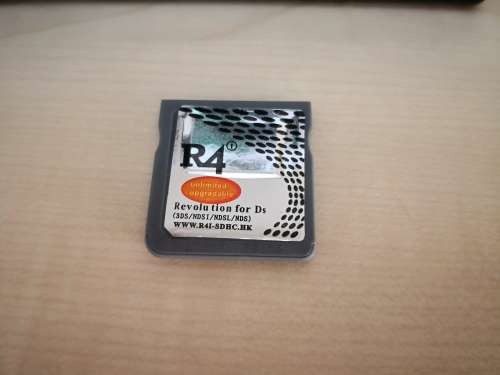 R4i
unlimited
upgradable
Revolution for Ds
(3DS/NDSI/NDSL/NDS)
WWW.R4I-SDHC.HK